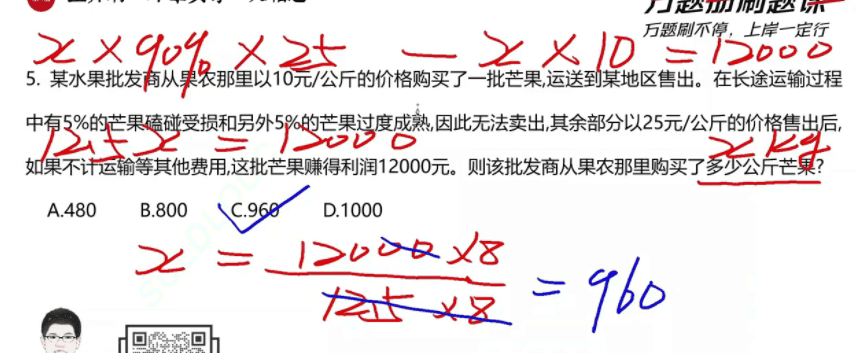 万题册刷题课
万题刷不停，上岸一定行
x × 90% × 25 — x × 10 = 12000
5. 某水果批发商从果农那里以10元/公斤的价格购买了一批芒果,运送到某地区售出。在长途运输过程
中有5%的芒果磕碰受损和另外5%的芒果过度成熟,因此无法卖出,其余部分以25元/公斤的价格售出后,
12.5x = 12000
x kg
如果不计运输等其他费用,这批芒果赚得利润12000元。则该批发商从果农那里购买了多少公斤芒果?
A.480 B.800 C.960 D.1000
x = 12000 × 8
12.5 × 8
= 960